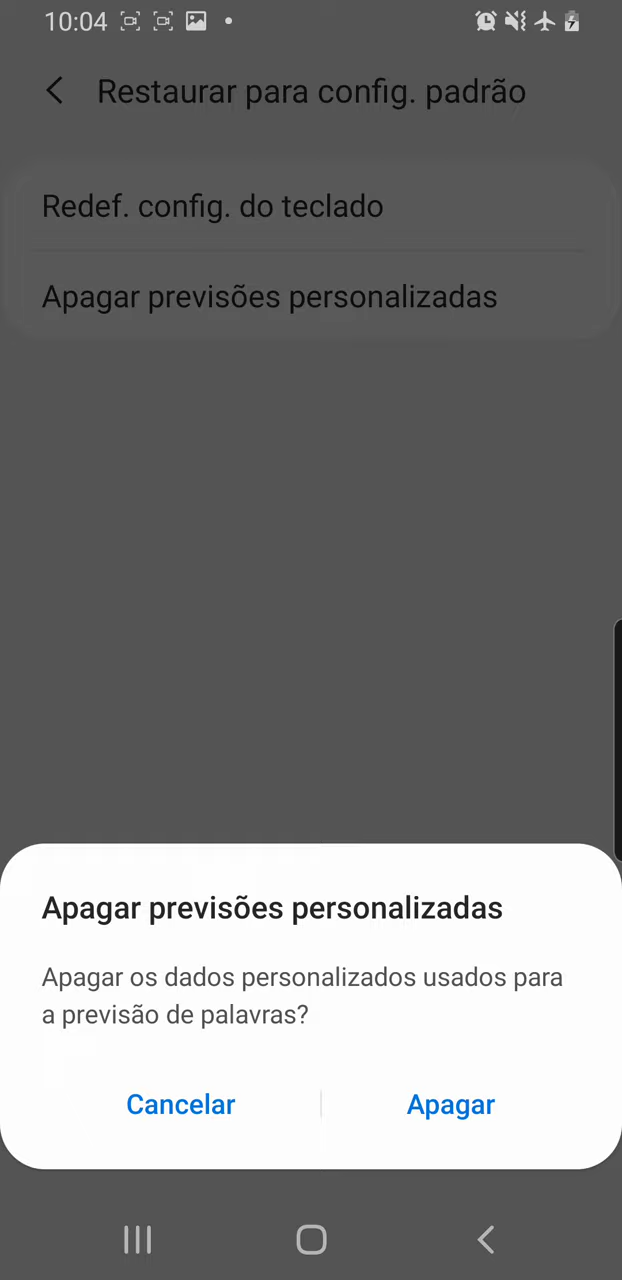 10:04
Restaurar para config. padrão
Redef. config. do teclado
Apagar previsões personalizadas
Apagar previsões personalizadas
Apagar os dados personalizados usados para
a previsão de palavras?
Cancelar
Apagar